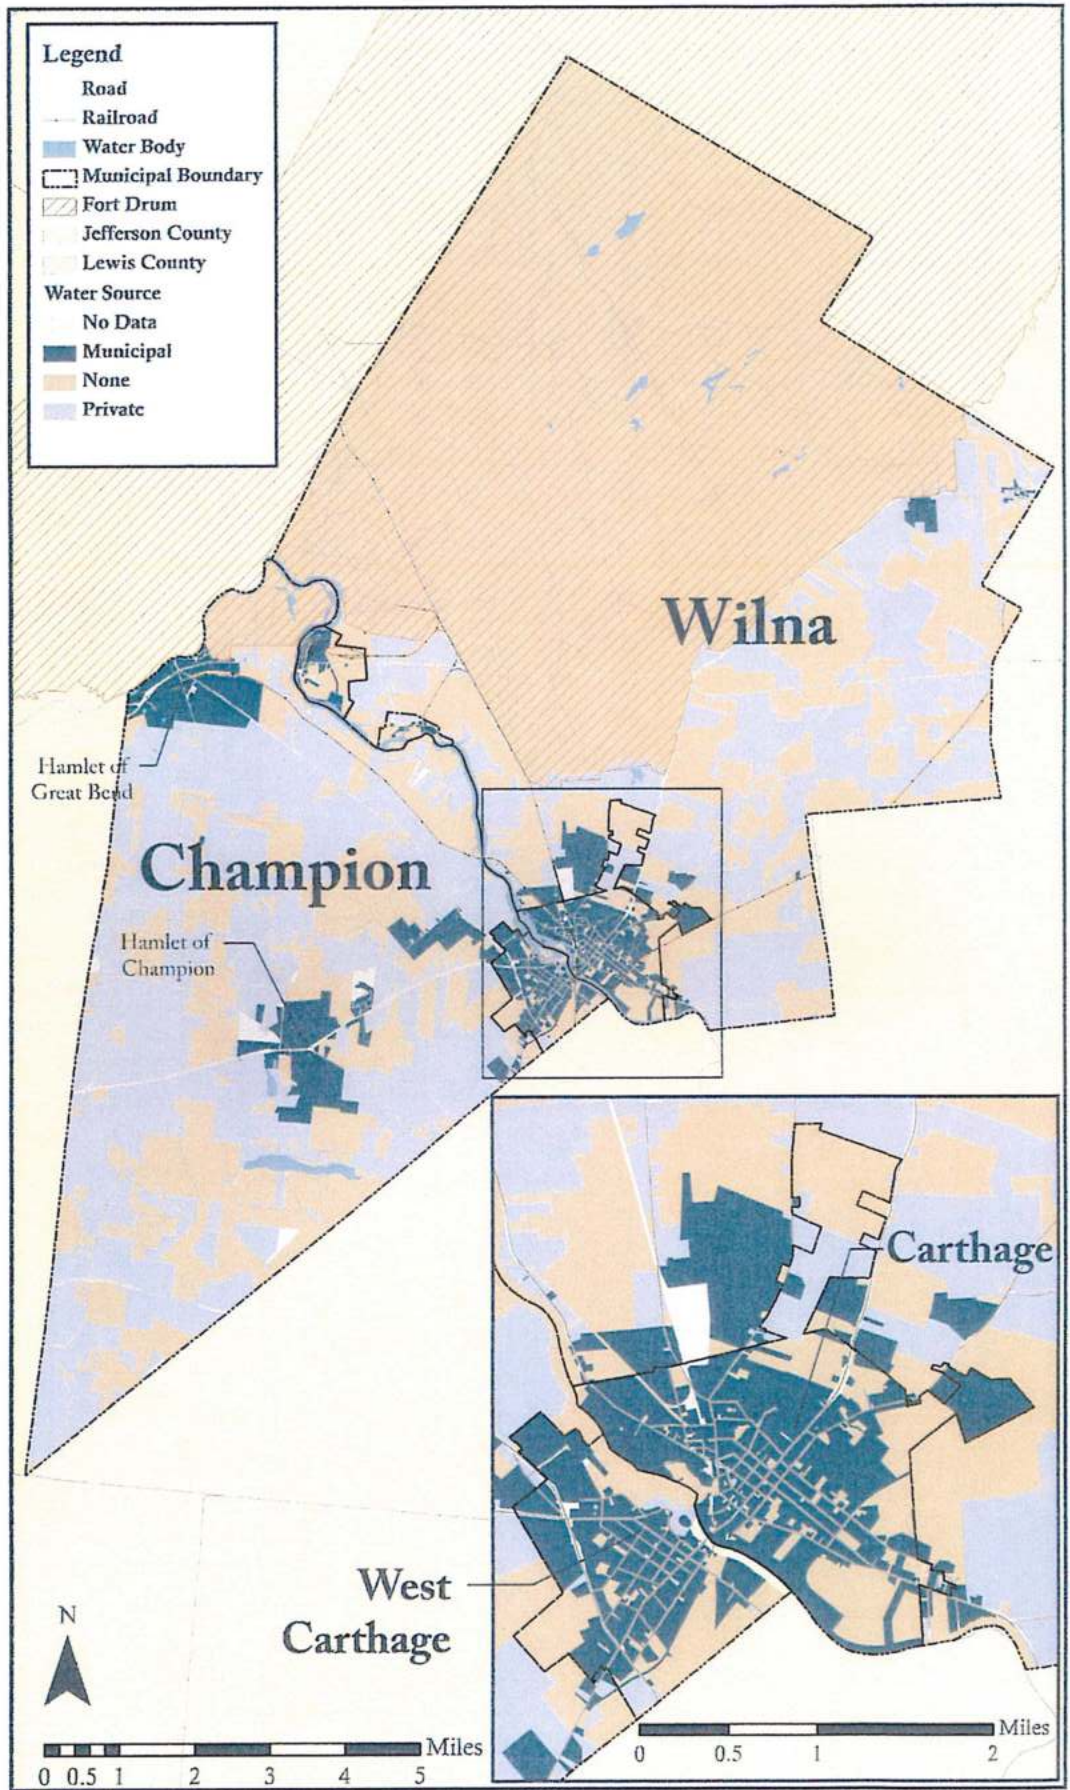 Legend
Road
Railroad
Water Body
Municipal Boundary
Fort Drum
Jefferson County
Lewis County
Water Source
No Data
Municipal
None
Private
Wilna
Hamlet of
Great Bend
Champion
Hamlet of
Champion
Carthage
West
Carthage
N
Miles
0 0.5 1 2 3 4 5
Miles
0 0.5 1 2